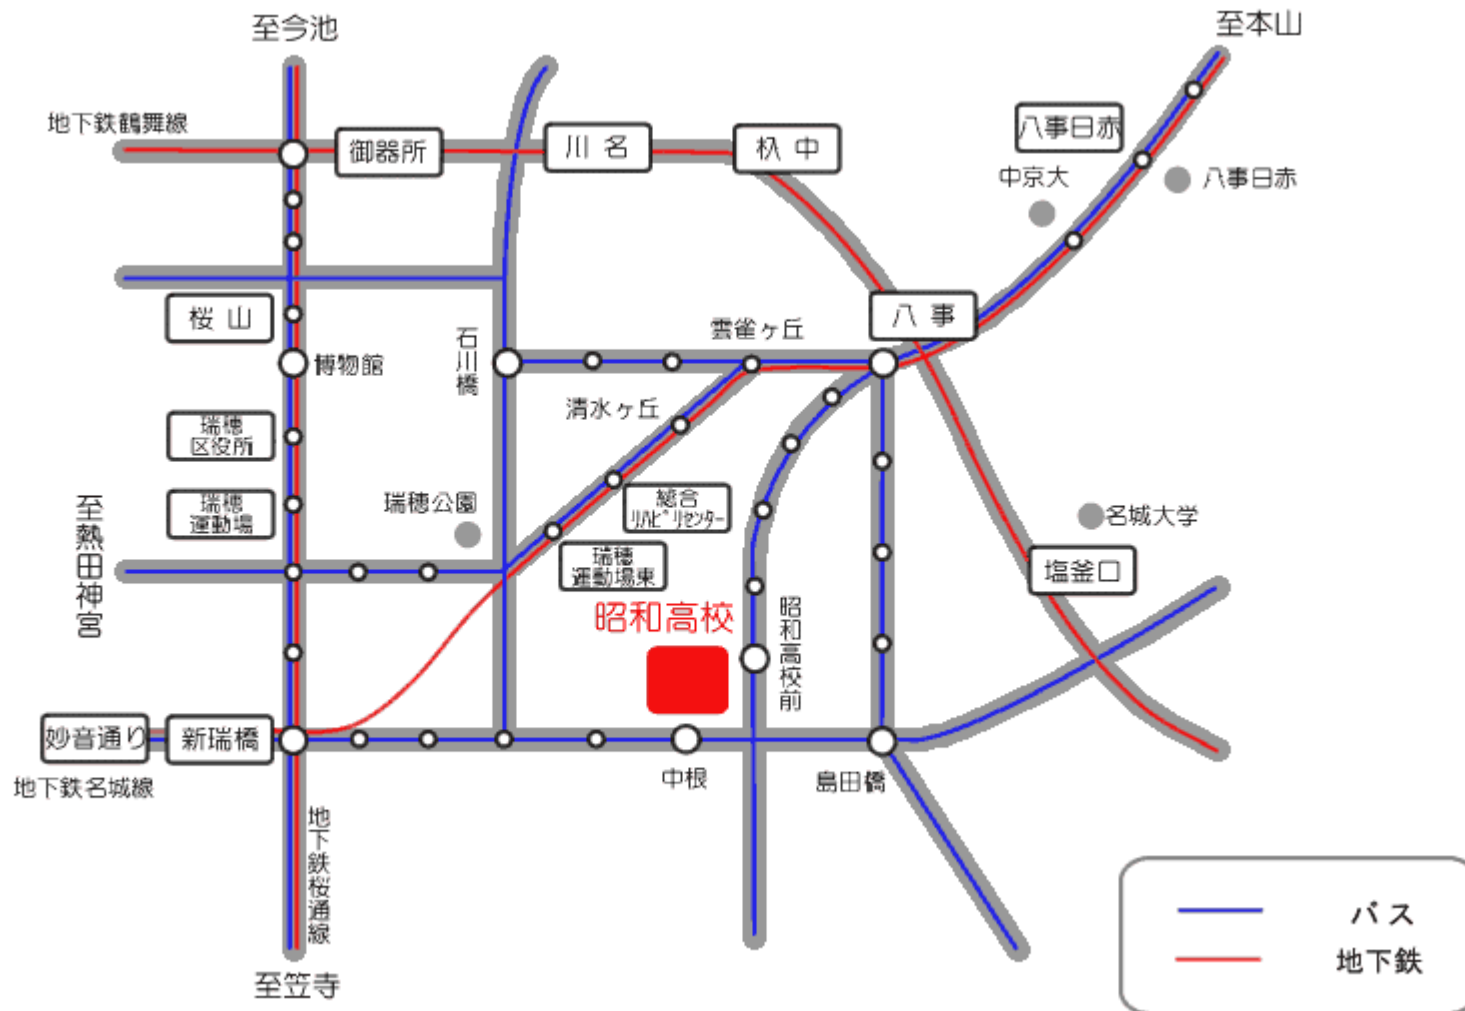 至今池
至本山
地下鉄鶴舞線
御器所
川名
杁中
八事日赤
中京大
八事日赤
桜山
博物館
石川橋
雲雀ヶ丘
八事
清水ヶ丘
瑞穂
区役所
瑞穂
運動場
瑞穂公園
総合
リハビリセンター
瑞穂
運動場東
至熱田神宮
名城大学
塩釜口
昭和高校
昭和高校前
妙音通り
新瑞橋
地下鉄名城線
中根
島田橋
地下鉄桜通線
至笠寺
バス
地下鉄